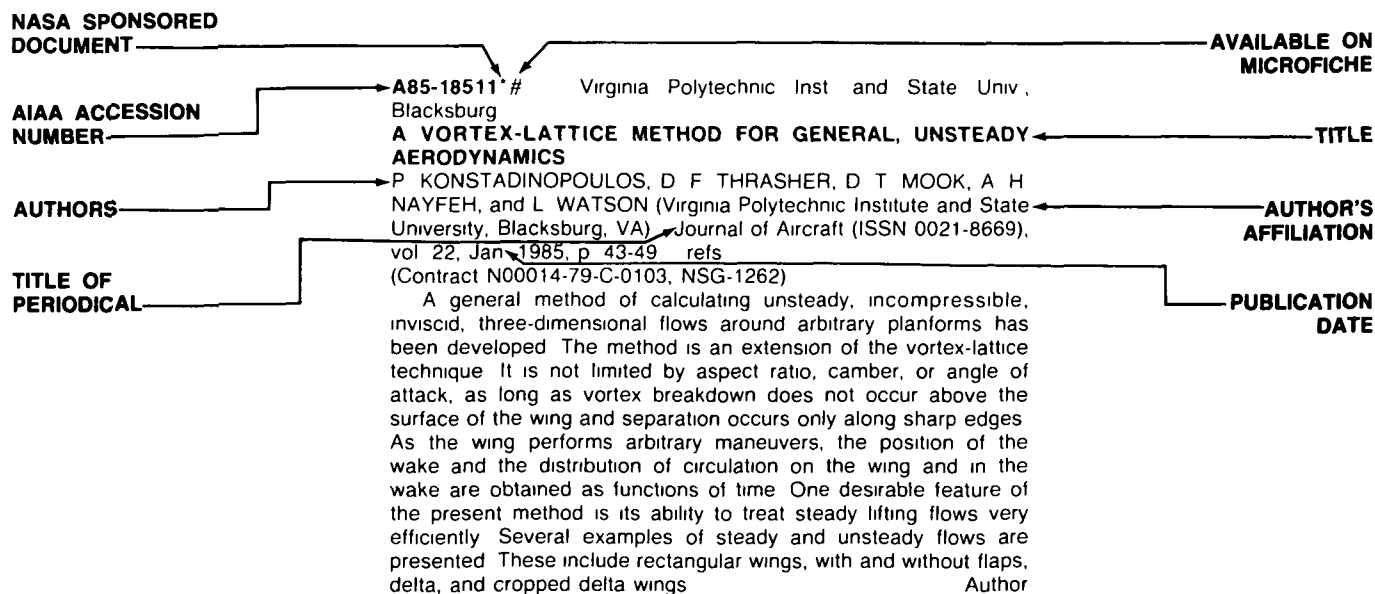 NASA SPONSORED
DOCUMENT
AVAILABLE ON
MICROFICHE
A85-18511*# Virginia Polytechnic Inst and State Univ,
Blacksburg
AIAA ACCESSION
NUMBER
A VORTEX-LATTICE METHOD FOR GENERAL, UNSTEADY
AERODYNAMICS
TITLE
AUTHORS
P KONSTADINOPOULOS, D F THRASHER, D T MOOK, A H
NAYFEH, and L WATSON (Virginia Polytechnic Institute and State
University, Blacksburg, VA) Journal of Aircraft (ISSN 0021-8669),
vol 22, Jan 1985, p 43-49 refs
(Contract N00014-79-C-0103, NSG-1262)
AUTHOR'S
AFFILIATION
TITLE OF
PERIODICAL
PUBLICATION
DATE
A general method of calculating unsteady, incompressible,
inviscid, three-dimensional flows around arbitrary planforms has
been developed The method is an extension of the vortex-lattice
technique It is not limited by aspect ratio, camber, or angle of
attack, as long as vortex breakdown does not occur above the
surface of the wing and separation occurs only along sharp edges
As the wing performs arbitrary maneuvers, the position of the
wake and the distribution of circulation on the wing and in the
wake are obtained as functions of time One desirable feature of
the present method is its ability to treat steady lifting flows very
efficiently Several examples of steady and unsteady flows are
presented These include rectangular wings, with and without flaps,
delta, and cropped delta wings Author